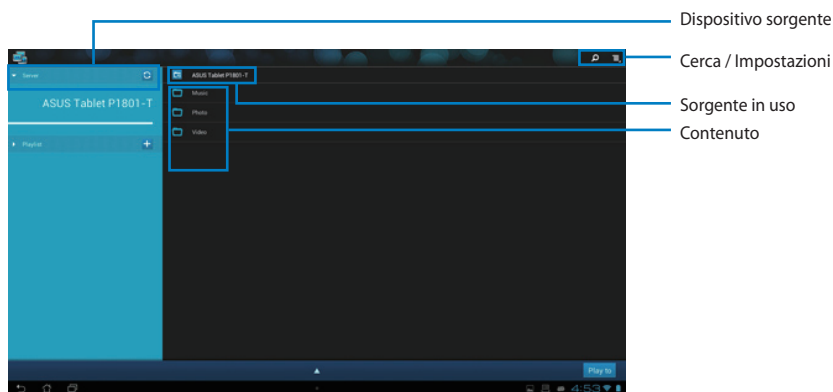 Dispositivo sorgente
Cerca / Impostazioni
Server
ASUS Tablet P1801-T
ASUS Tablet P1801-T
Sorgente in uso
Music
Photo
Contenuto
Video
Playlist
Play to
4:53